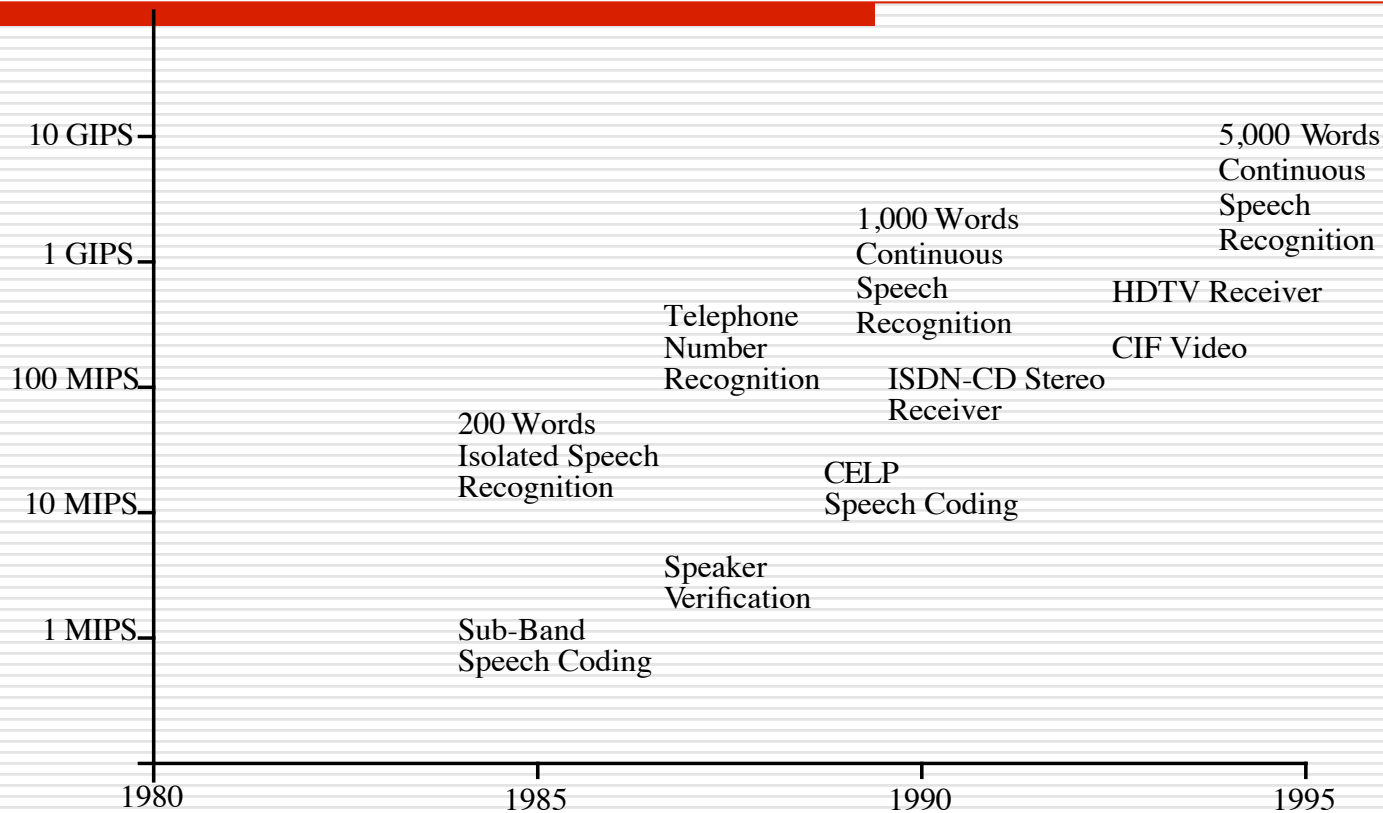 10 GIPS
1 GIPS
100 MIPS
10 MIPS
1 MIPS
5,000 Words
Continuous
Speech
Recognition
1,000 Words
Continuous
Speech
Recognition
HDTV Receiver
CIF Video
Telephone
Number
Recognition
ISDN-CD Stereo
Receiver
200 Words
Isolated Speech
Recognition
CELP
Speech Coding
Speaker
Verification
Sub-Band
Speech Coding
1980
1985
1990
1995